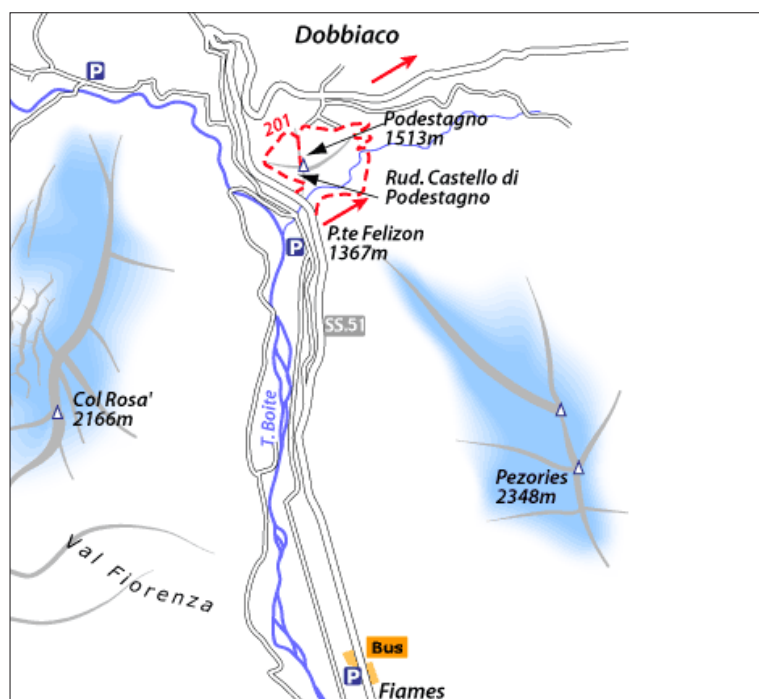 Dobbiaco
P
201
Podestagno
1513m
Rud. Castello di
Podestagno
P.te Felizon
1367m
P
SS.51
Col Rosa'
2166m
T. Boite
Pezories
2348m
Val Fiorenza
Bus
P
Fiames